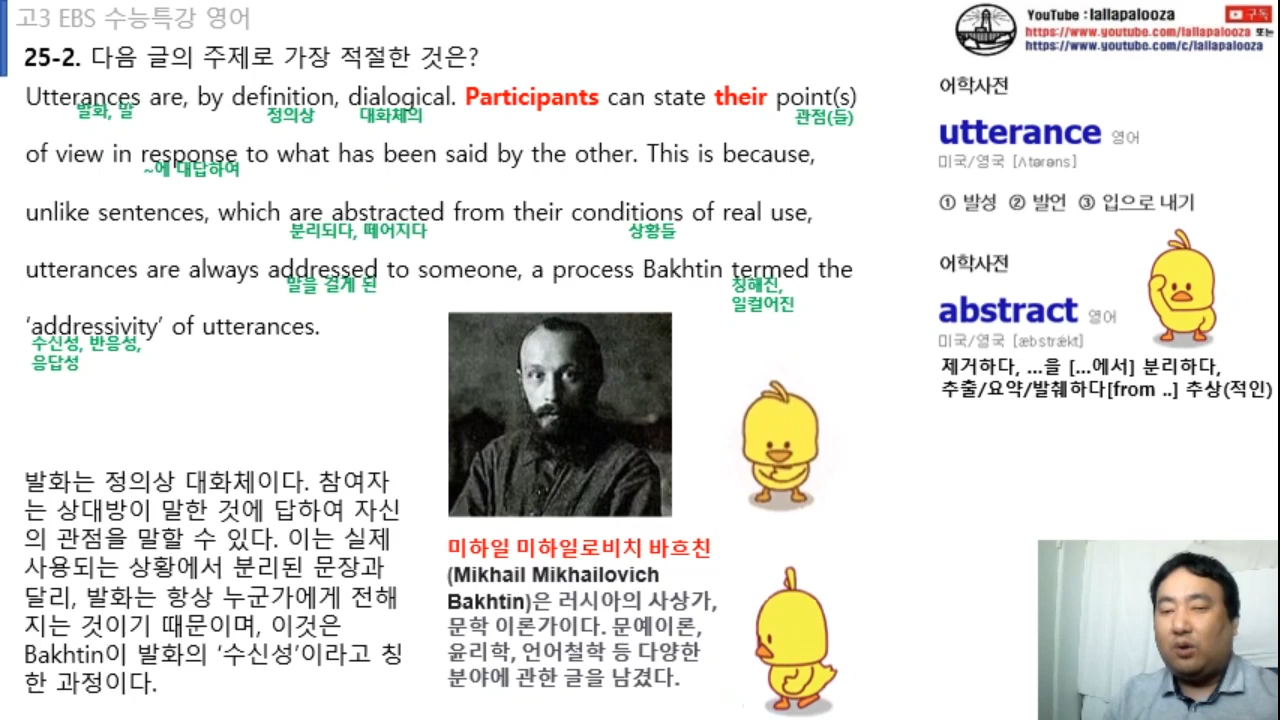 고3 EBS 수능특강 영어
25-2. 다음 글의 주제로 가장 적절한 것은?
Utterances are, by definition, dialogical. Participants can state their point(s)
발화, 말 정의상 대화체의 관점(들)
of view in response to what has been said by the other. This is because,
~에 대답하여
unlike sentences, which are abstracted from their conditions of real use,
분리되다, 떼어지다 상황들
utterances are always addressed to someone, a process Bakhtin termed the
말을 걸게 된 칭해진,
일컬어진
‘addressivity’ of utterances.
수신성, 반응성,
응답성
발화는 정의상 대화체이다. 참여자
는 상대방이 말한 것에 답하여 자신
의 관점을 말할 수 있다. 이는 실제
사용되는 상황에서 분리된 문장과
달리, 발화는 항상 누군가에게 전해
지는 것이기 때문이며, 이것은
Bakhtin이 발화의 ‘수신성’이라고 칭
한 과정이다.
미하일 미하일로비치 바흐친
(Mikhail Mikhailovich
Bakhtin)은 러시아의 사상가,
문학 이론가이다. 문예이론,
윤리학, 언어철학 등 다양한
분야에 관한 글을 남겼다.
YouTube : lallapalooza 구독
https://www.youtube.com/lallapalooza 또는
https://www.youtube.com/c/lallapalooza
어학사전
utterance 영어
미국/영국 [ʌtərəns]
① 발성 ② 발언 ③ 입으로 내기
어학사전
abstract 영어
미국/영국 [æbstrækt]
제거하다, ...을 [...에서] 분리하다,
추출/요약/발췌하다[from ..] 추상(적인)